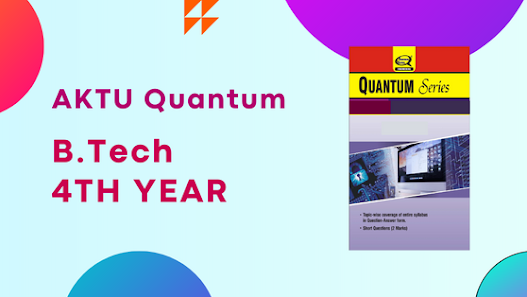 AKTU Quantum
B.Tech
4TH YEAR
QUANTUM Series
• Topic-wise coverage of entire syllabus
in Question-Answer form.
• Short Questions (2 Marks)